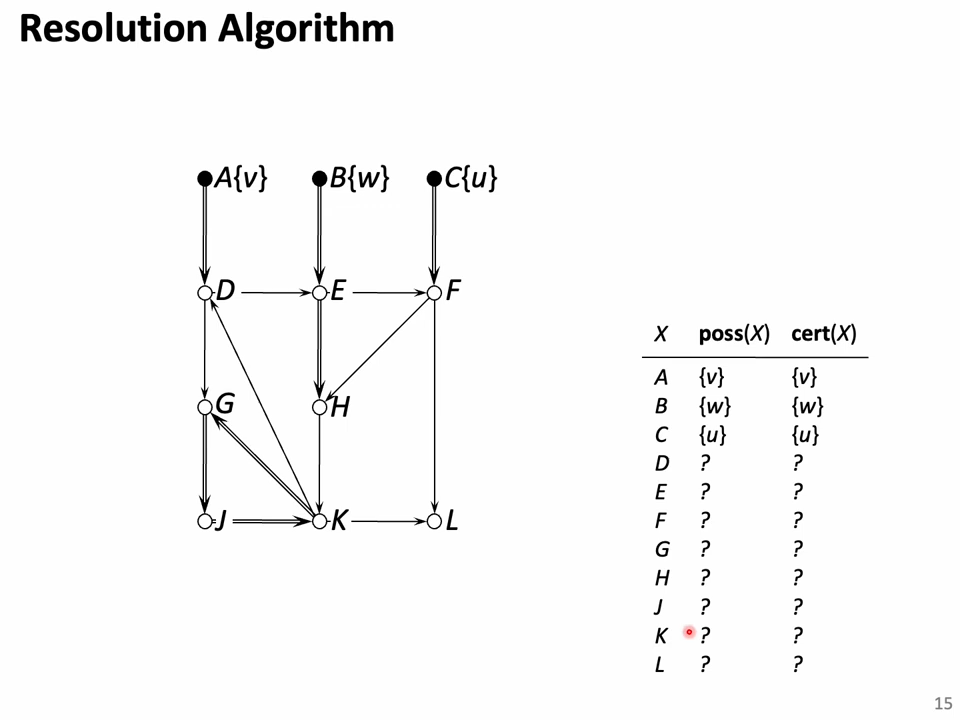 Resolution Algorithm
A{v} B{w} C{u}
D E F
G H
J K L
X poss(X) cert(X)
A {v} {v}
B {w} {w}
C {u} {u}
D ? ?
E ? ?
F ? ?
G ? ?
H ? ?
J ? ?
K ? ?
L ? ?
15